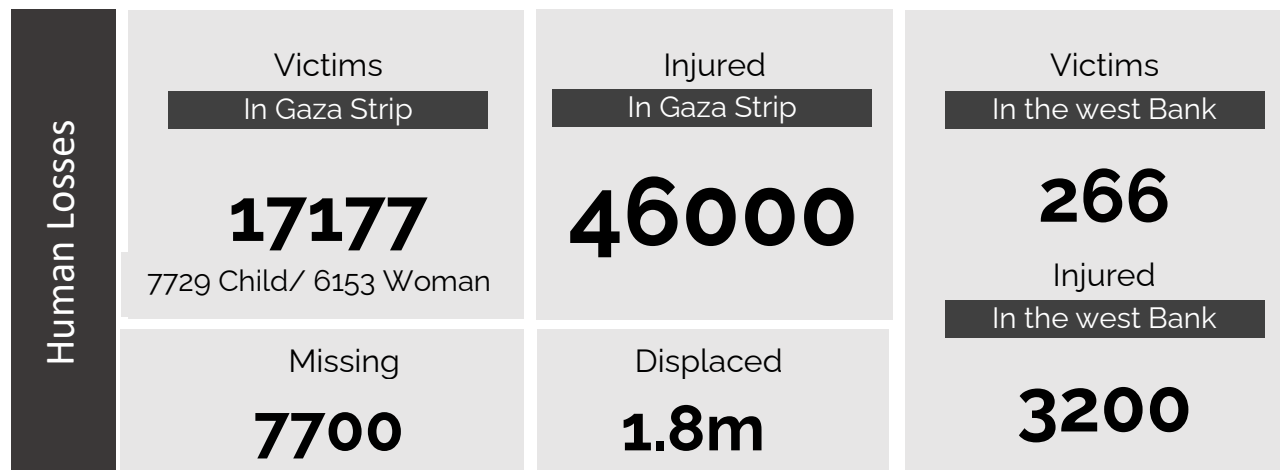 Human Losses
Victims
In Gaza Strip
17177
7729 Child/ 6153 Woman
Injured
In Gaza Strip
46000
Victims
In the west Bank
266
Injured
In the west Bank
3200
Missing
7700
Displaced
1.8m